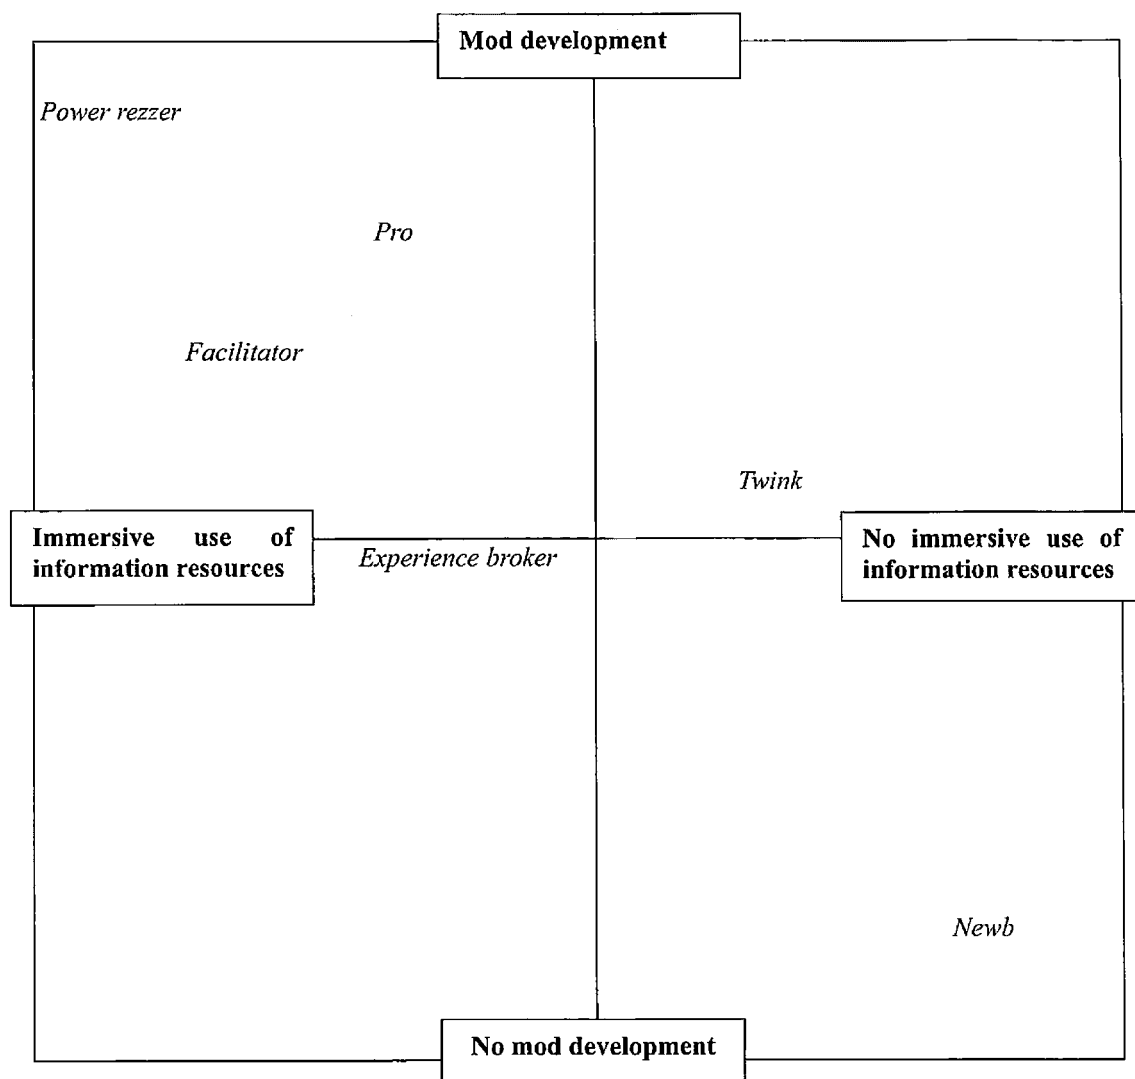 Mod development
Power rezzer
Pro
Facilitator
Twink
Immersive use of
information resources
Experience broker
No immersive use of
information resources
Newb
No mod development